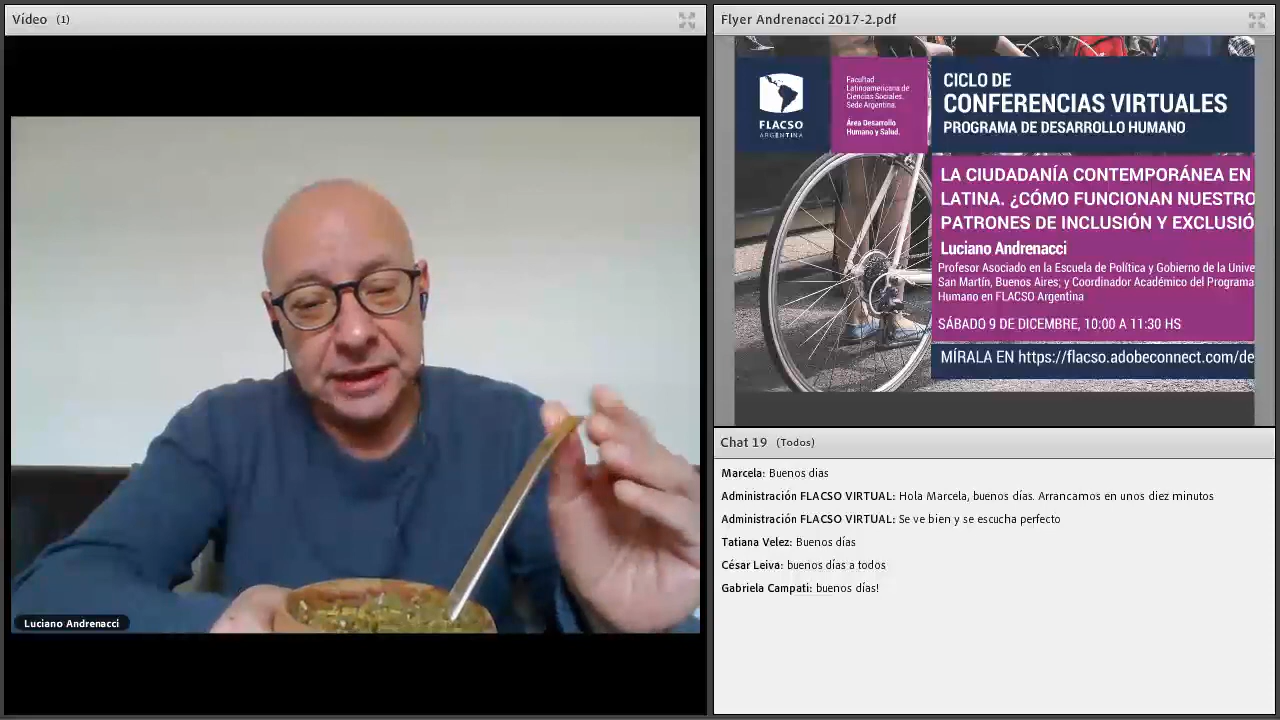 Vídeo (1)
Luciano Andrenacci
Flyer Andrenacci 2017-2.pdf
FLACSO
ARGENTINA
Facultad
Latinoamericana de
Ciencias Sociales.
Sede Argentina.
Área Desarrollo
Humano y Salud.
CICLO DE
CONFERENCIAS VIRTUALES
PROGRAMA DE DESARROLLO HUMANO
LA CIUDADANÍA CONTEMPORÁNEA EN
LATINA. ¿CÓMO FUNCIONAN NUESTRO
PATRONES DE INCLUSIÓN Y EXCLUSIÓ
Luciano Andrenacci
Profesor Asociado en la Escuela de Política y Gobierno de la Unive
San Martín, Buenos Aires; y Coordinador Académico del Programa
Humano en FLACSO Argentina
SÁBADO 9 DE DICIEMBRE, 10:00 A 11:30 HS
MÍRALA EN https://flacso.adobeconnect.com/de
Chat 19 (Todos)
Marcela: Buenos dias
Administración FLACSO VIRTUAL: Hola Marcela, buenos días. Arrancamos en unos diez minutos
Administración FLACSO VIRTUAL: Se ve bien y se escucha perfecto
Tatiana Velez: Buenos días
César Leiva: buenos días a todos
Gabriela Campati: buenos días!